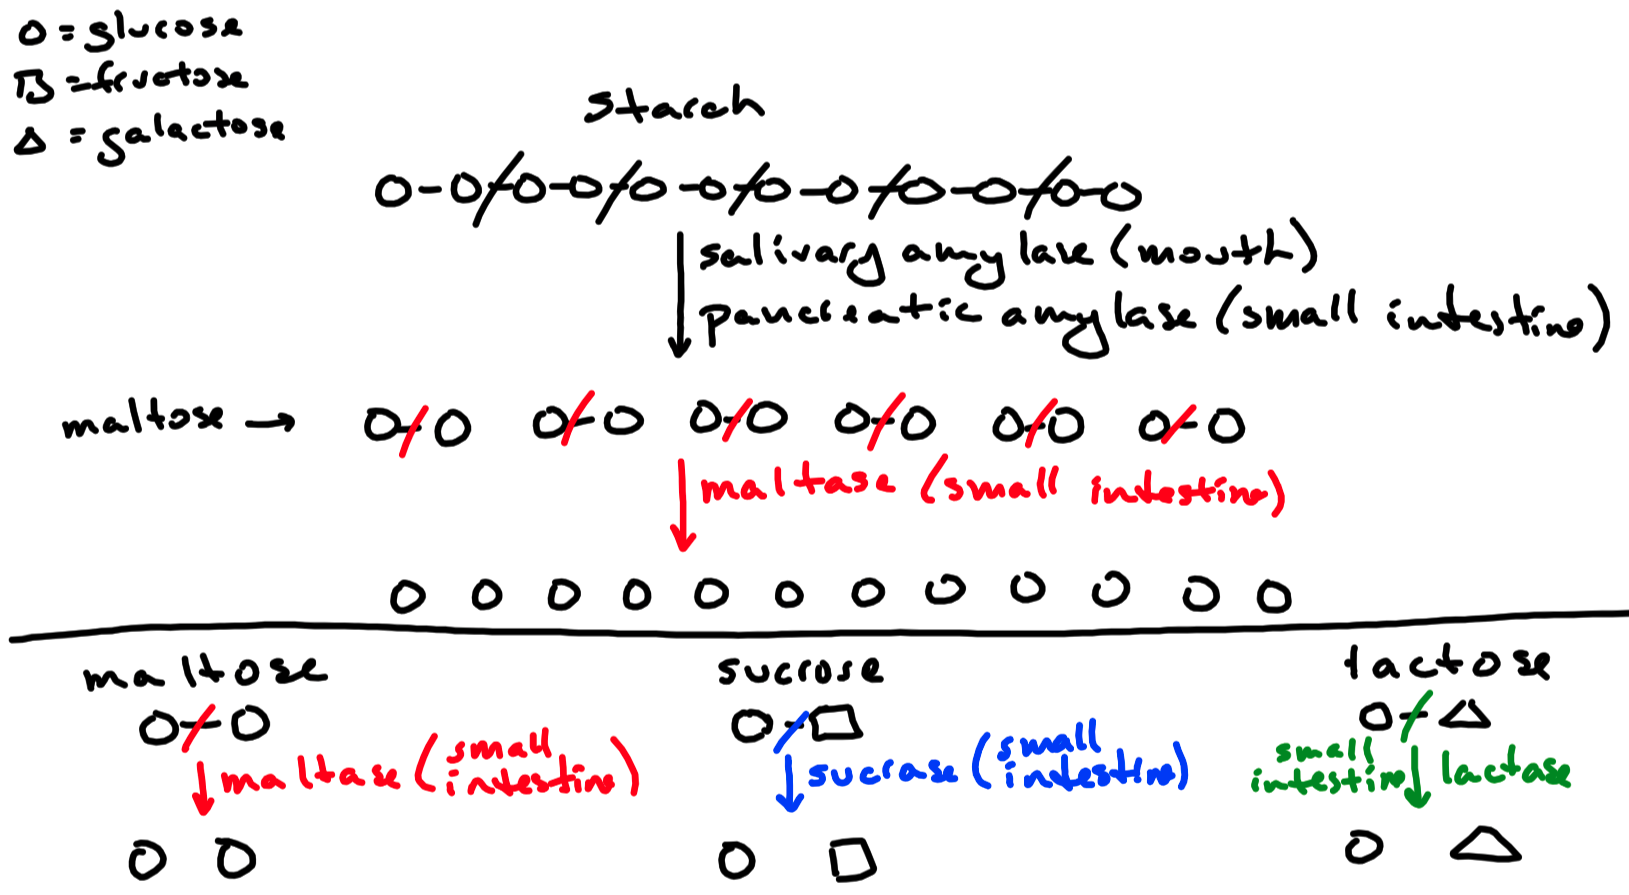 O = glucose
□ = fructose
△ = galactose
starch
salivary amylase (mouth)
pancreatic amylase (small intestine)
maltose →
maltase (small intestine)
maltose
sucrose
lactose
maltase (small intestine)
sucrase (small intestine)
small intestine
lactase